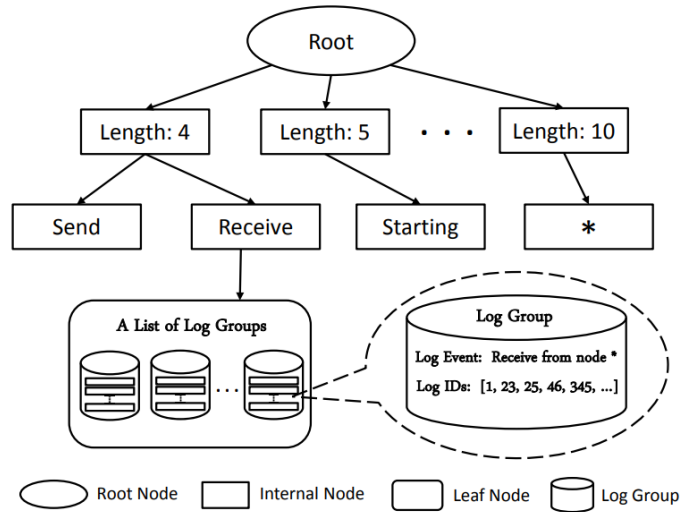 Root
Length: 4
Length: 5
. . .
Length: 10
Send
Receive
Starting
*
A List of Log Groups
...
Log Group
Log Event: Receive from node *
Log IDs: [1, 23, 25, 46, 345, ...]
Root Node
Internal Node
Leaf Node
Log Group